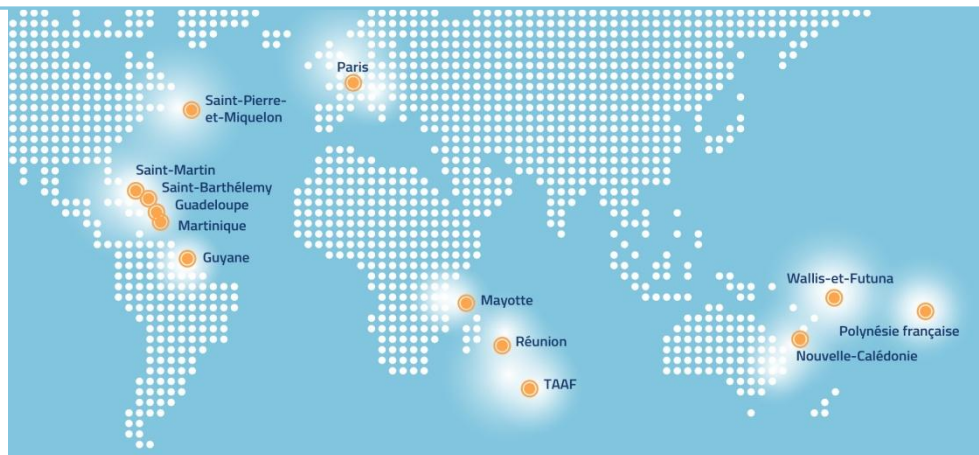 Paris
Saint-Pierre-
et-Miquelon
Saint-Martin
Saint-Barthélemy
Guadeloupe
Martinique
Guyane
Mayotte
Réunion
TAAF
Wallis-et-Futuna
Polynésie française
Nouvelle-Calédonie